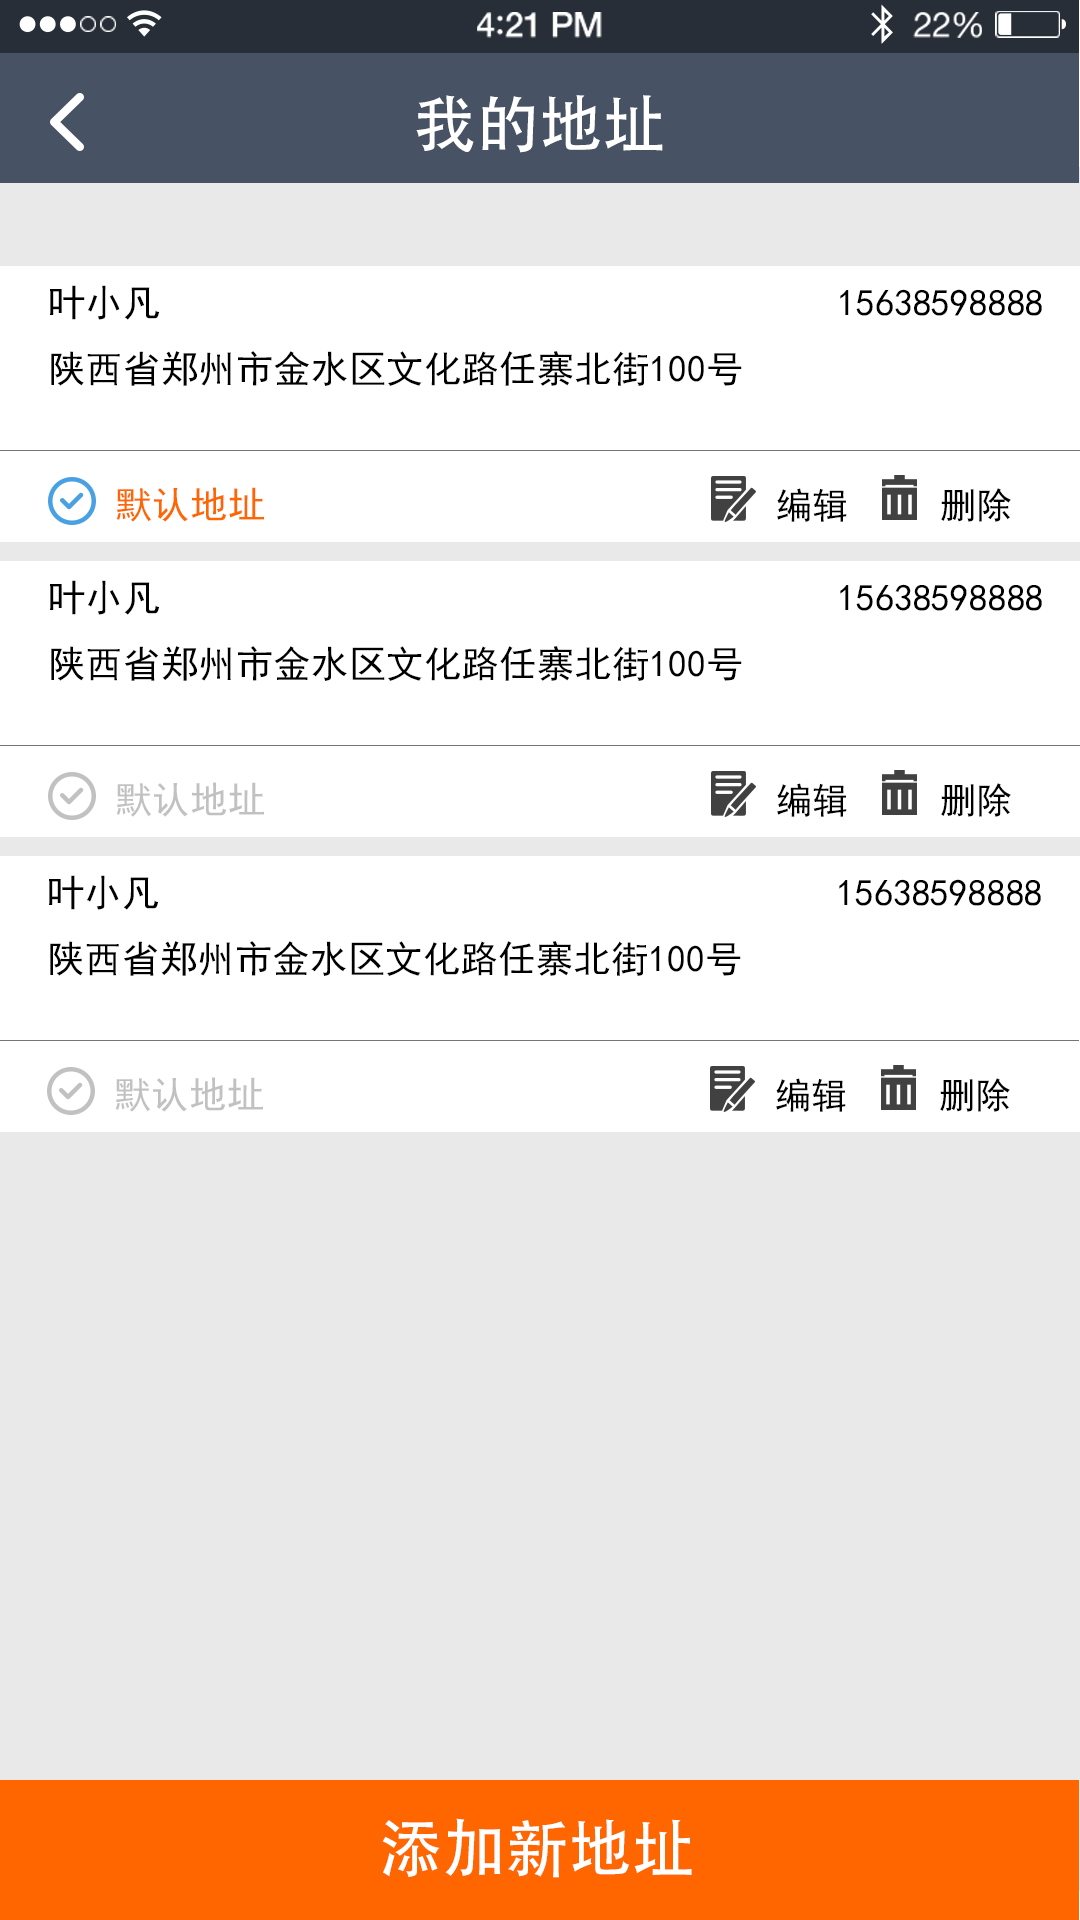 4:21 PM 22%
我的地址
叶小凡 15638598888
陕西省郑州市金水区文化路任寨北街100号
默认地址 编辑 删除
叶小凡 15638598888
陕西省郑州市金水区文化路任寨北街100号
默认地址 编辑 删除
叶小凡 15638598888
陕西省郑州市金水区文化路任寨北街100号
默认地址 编辑 删除
添加新地址